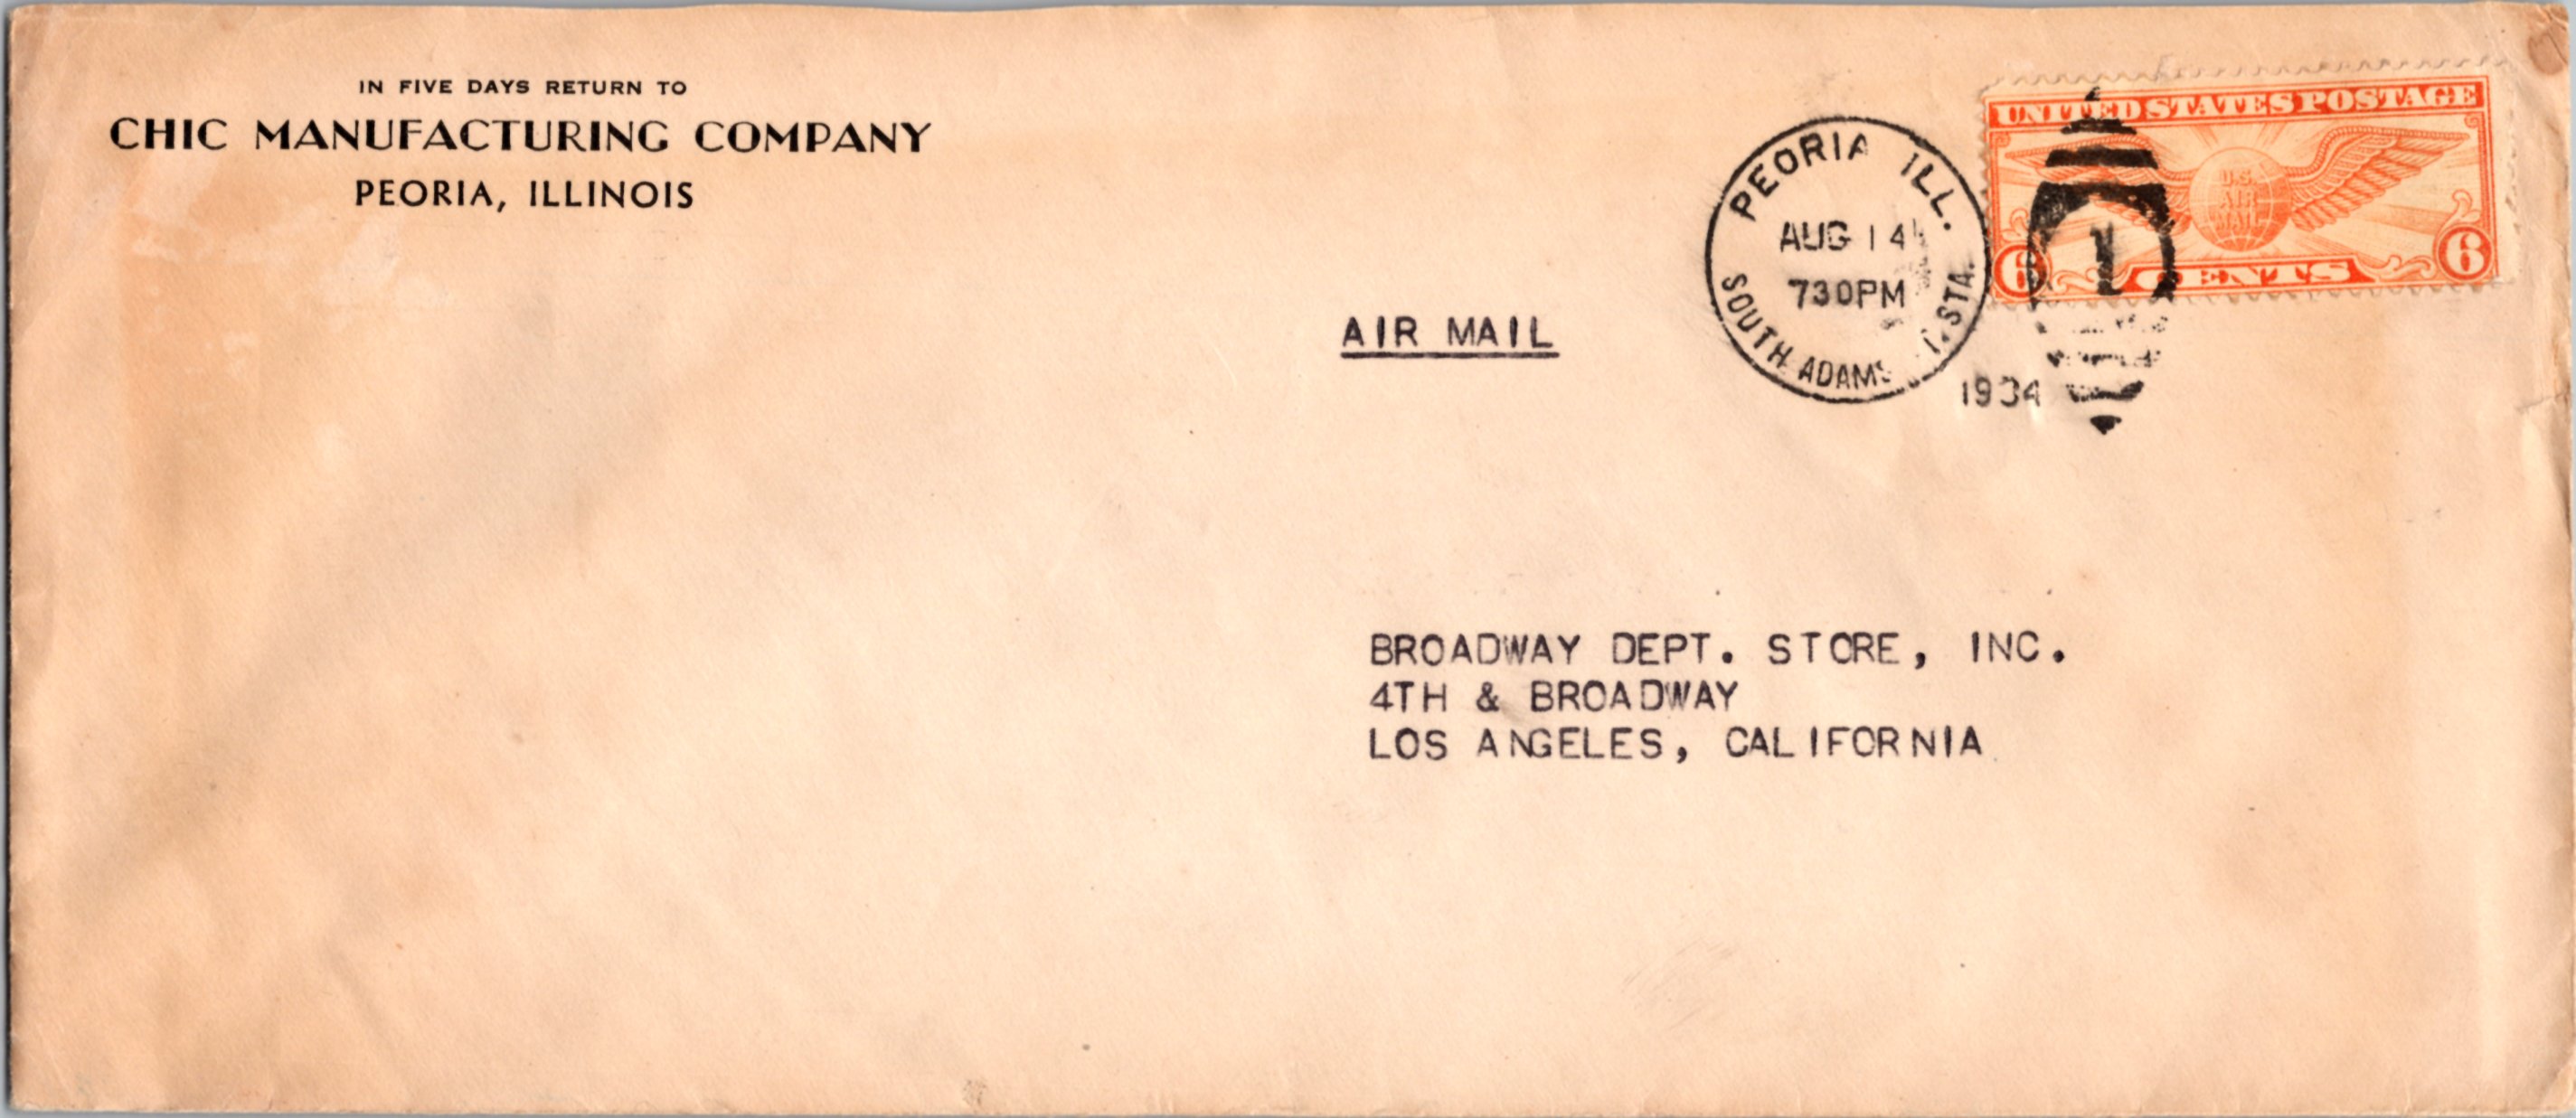 IN FIVE DAYS RETURN TO
CHIC MANUFACTURING COMPANY
PEORIA, ILLINOIS
PEORIA ILL.
AUG 14
730PM
SOUTH ADAMS STA.
1934
1
UNITED STATES POSTAGE
U.S.
AIR
MAIL
6 CENTS 6
AIR MAIL
BROADWAY DEPT. STORE, INC.
4TH & BROADWAY
LOS ANGELES, CALIFORNIA